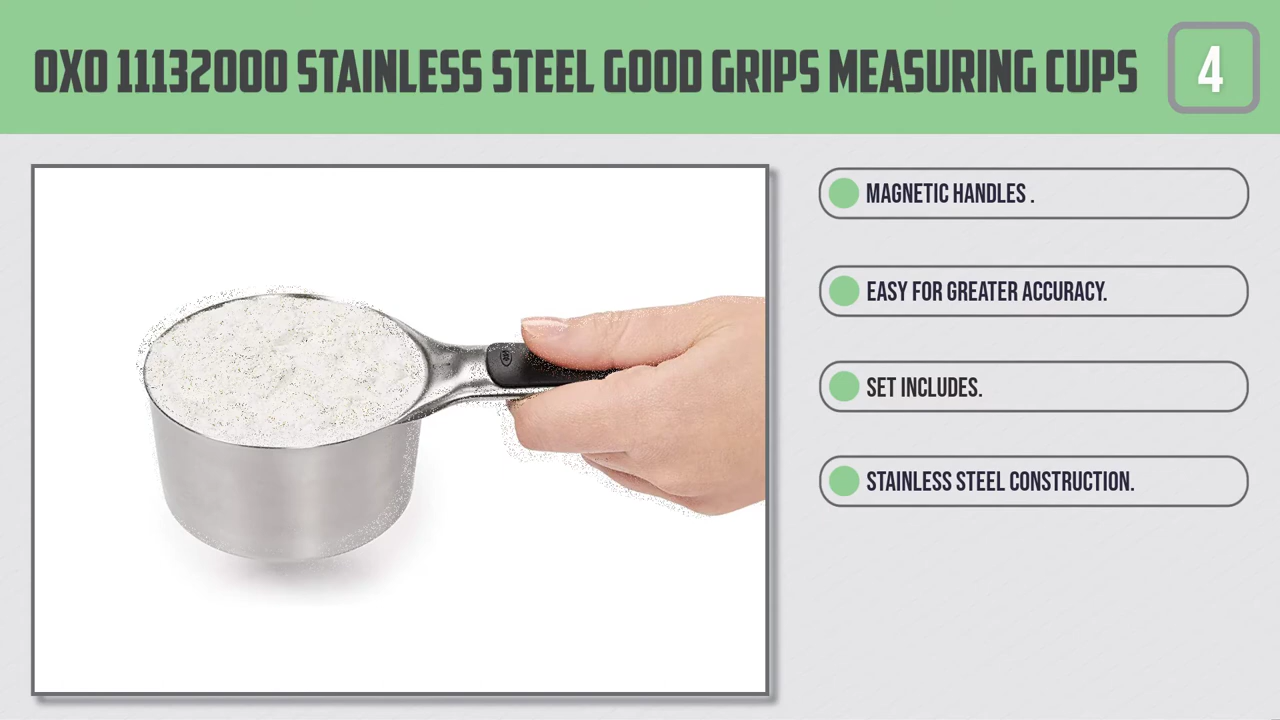 OXO 11132000 STAINLESS STEEL GOOD GRIPS MEASURING CUPS
4
MAGNETIC HANDLES .
EASY FOR GREATER ACCURACY.
SET INCLUDES.
STAINLESS STEEL CONSTRUCTION.